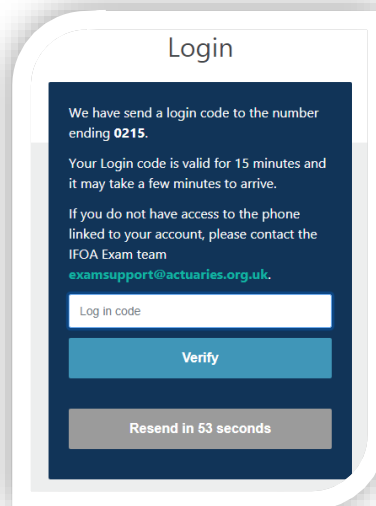 Login
We have send a login code to the number
ending 0215.
Your Login code is valid for 15 minutes and
it may take a few minutes to arrive.
If you do not have access to the phone
linked to your account, please contact the
IFOA Exam team
examsupport@actuaries.org.uk.
Log in code
Verify
Resend in 53 seconds